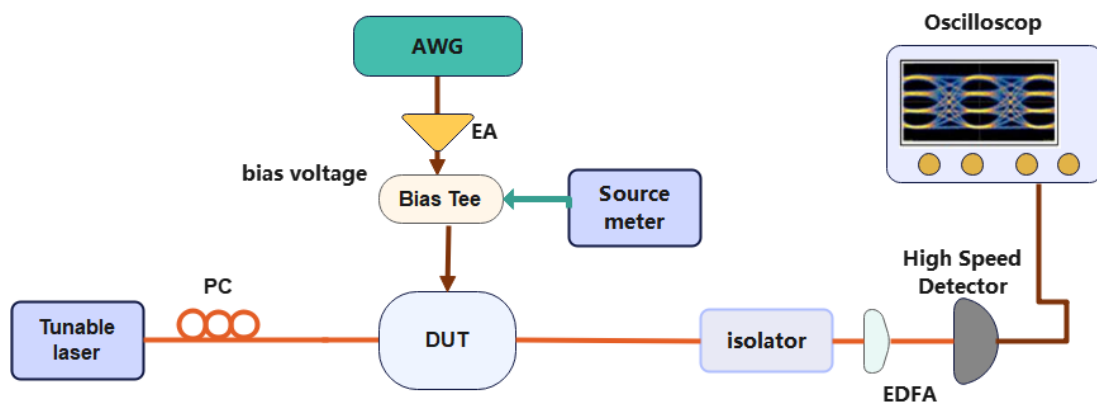 Oscilloscop
AWG
EA
bias voltage
Bias Tee
Source
meter
High Speed
Detector
PC
Tunable
laser
DUT
isolator
EDFA